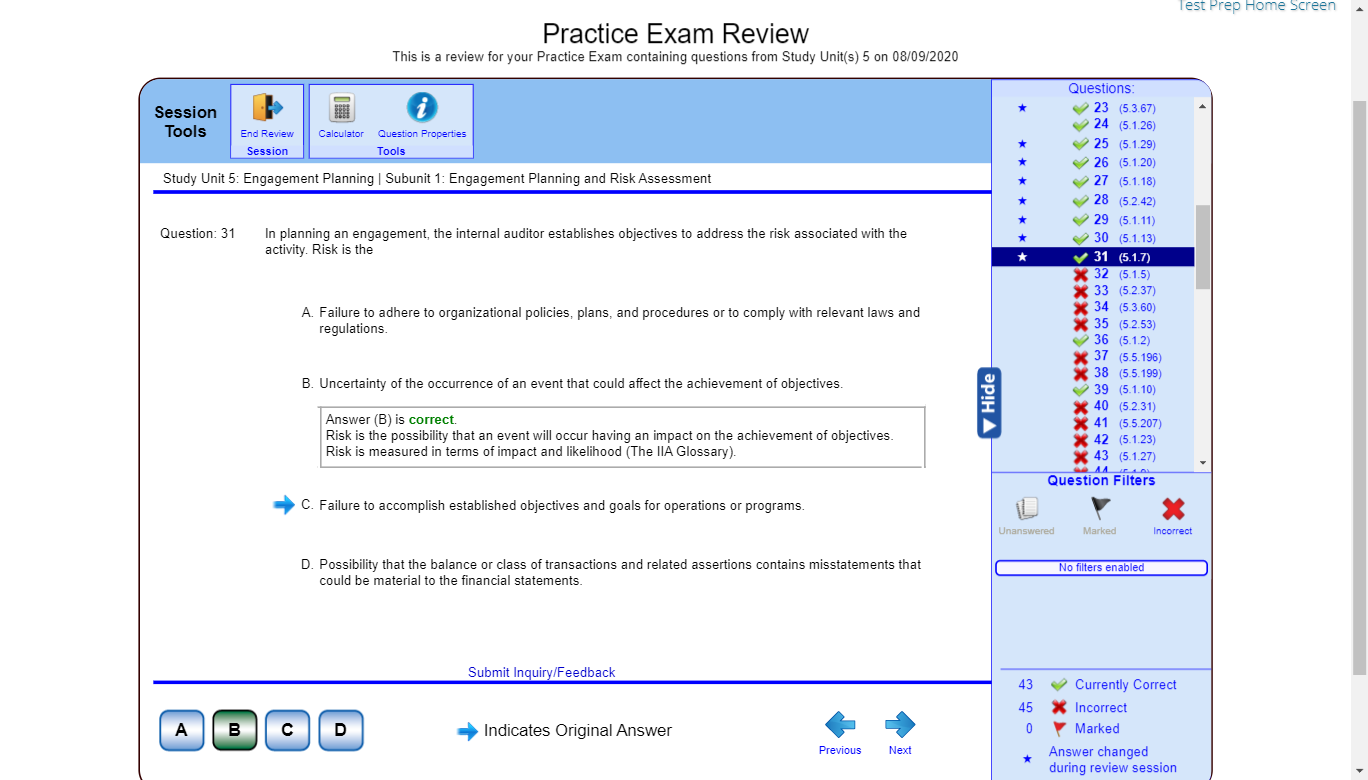 Test Prep Home Screen
Practice Exam Review
This is a review for your Practice Exam containing questions from Study Unit(s) 5 on 08/09/2020
Session
Tools
End Review
Session
Calculator
Question Properties
Tools
Study Unit 5: Engagement Planning | Subunit 1: Engagement Planning and Risk Assessment
Question: 31
In planning an engagement, the internal auditor establishes objectives to address the risk associated with the
activity. Risk is the
A. Failure to adhere to organizational policies, plans, and procedures or to comply with relevant laws and
regulations.
B. Uncertainty of the occurrence of an event that could affect the achievement of objectives.
Answer (B) is correct.
Risk is the possibility that an event will occur having an impact on the achievement of objectives.
Risk is measured in terms of impact and likelihood (The IIA Glossary).
C. Failure to accomplish established objectives and goals for operations or programs.
D. Possibility that the balance or class of transactions and related assertions contains misstatements that
could be material to the financial statements.
Submit Inquiry/Feedback
A
B
C
D
Indicates Original Answer
Previous
Next
Hide
Questions:
23 (5.3.67)
24 (5.1.26)
25 (5.1.29)
26 (5.1.20)
27 (5.1.18)
28 (5.2.42)
29 (5.1.11)
30 (5.1.13)
31 (5.1.7)
32 (5.1.5)
33 (5.2.37)
34 (5.3.60)
35 (5.2.53)
36 (5.1.2)
37 (5.5.196)
38 (5.5.199)
39 (5.1.10)
40 (5.2.31)
41 (5.5.207)
42 (5.1.23)
43 (5.1.27)
44
Question Filters
Unanswered
Marked
Incorrect
No filters enabled
43 Currently Correct
45 Incorrect
0 Marked
Answer changed
during review session